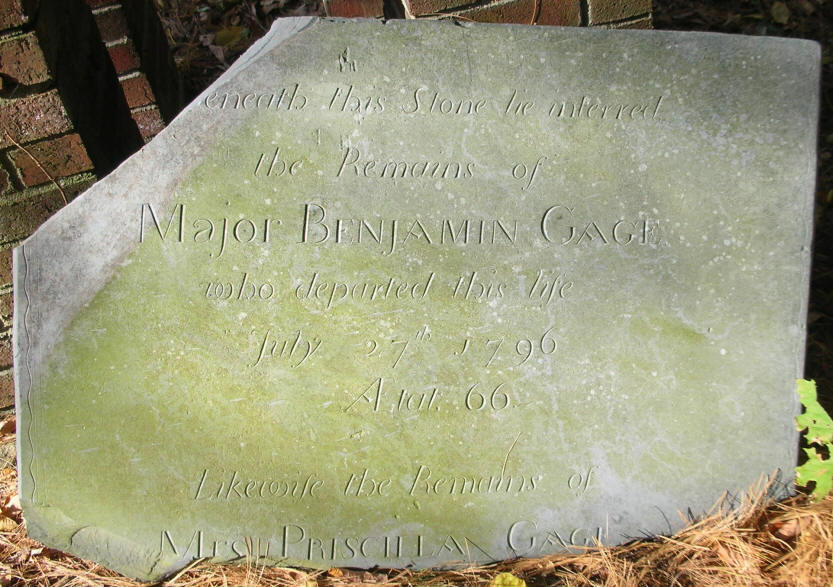 eneath this Stone lie interred
the Remains of
Major BENJAMIN GAGE
who departed this life
July 27th 1796
Ætat. 66
Likewiſe the Remains of
Mrs PRISCILLA GAGE